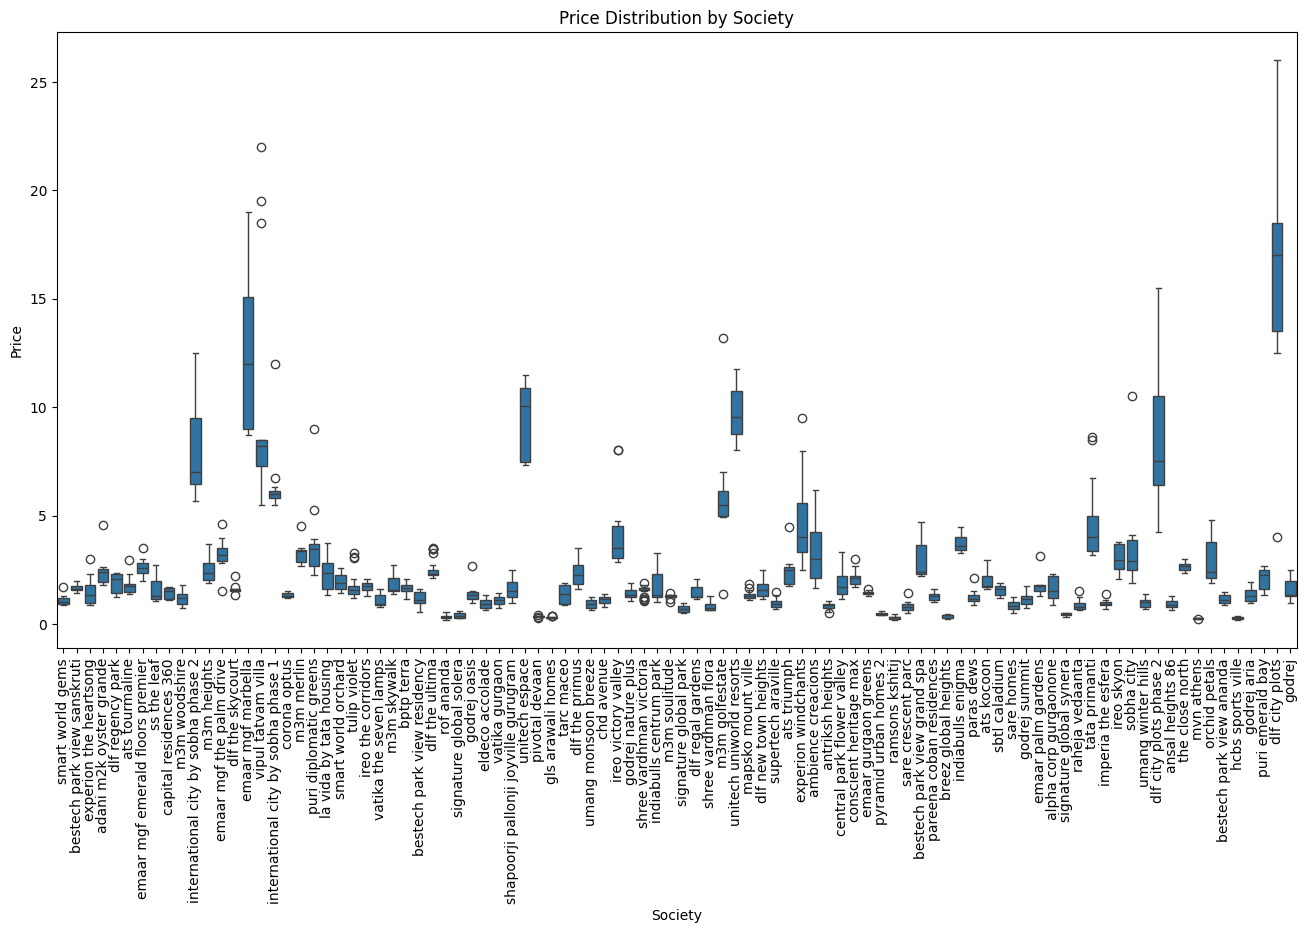 Price Distribution by Society
Price
25
20
15
10
5
0
smart world gems
bestech park view sanskruti
experion the heartsong
adani m2k oyster grande
dlf regency park
ats tourmaline
emaar mgf emerald floors premier
ss the leaf
capital residences 360
m3m woodshire
international city by sobha phase 2
m3m heights
emaar mgf the palm drive
dlf the skycourt
emaar mgf marbella
vipul tatvam villa
international city by sobha phase 1
corona optus
m3m merlin
puri diplomatic greens
la vida by tata housing
smart world orchard
tulip violet
ireo the corridors
vatika the seven lamps
m3m skywalk
bptp terra
bestech park view residency
dlf the ultima
rof ananda
signature global solera
godrej oasis
eldeco accolade
vatika gurgaon
shapoorji pallonji joyville gurugram
unitech espace
pivotal devaan
gls arawali homes
tarc maceo
dlf the primus
umang monsoon breeze
chd avenue
ireo victory valley
godrej nature plus
shree vardhman victoria
indiabulls centrum park
m3m soulitude
signature global park
dlf regal gardens
shree vardhman flora
m3m golfestate
unitech uniworld resorts
mapsko mount ville
dlf new town heights
supertech araville
ats triumph
experion windchants
ambience creacions
antriksh heights
central park flower valley
conscient heritage max
emaar gurgaon greens
pyramid urban homes 2
ramsons kshitij
sare crescent parc
bestech park view grand spa
pareena coban residences
breez global heights
indiabulls enigma
paras dews
ats kocoon
sbtl caladium
sare homes
godrej summit
emaar palm gardens
alpha corp gurgaonone
signature global synera
raheja vedaanta
tata primanti
imperia the esfera
ireo skyon
sobha city
umang winter hills
dlf city plots phase 2
ansal heights 86
the close north
mvn athens
orchid petals
bestech park view ananda
hcbs sports ville
godrej aria
puri emerald bay
dlf city plots
godrej
Society